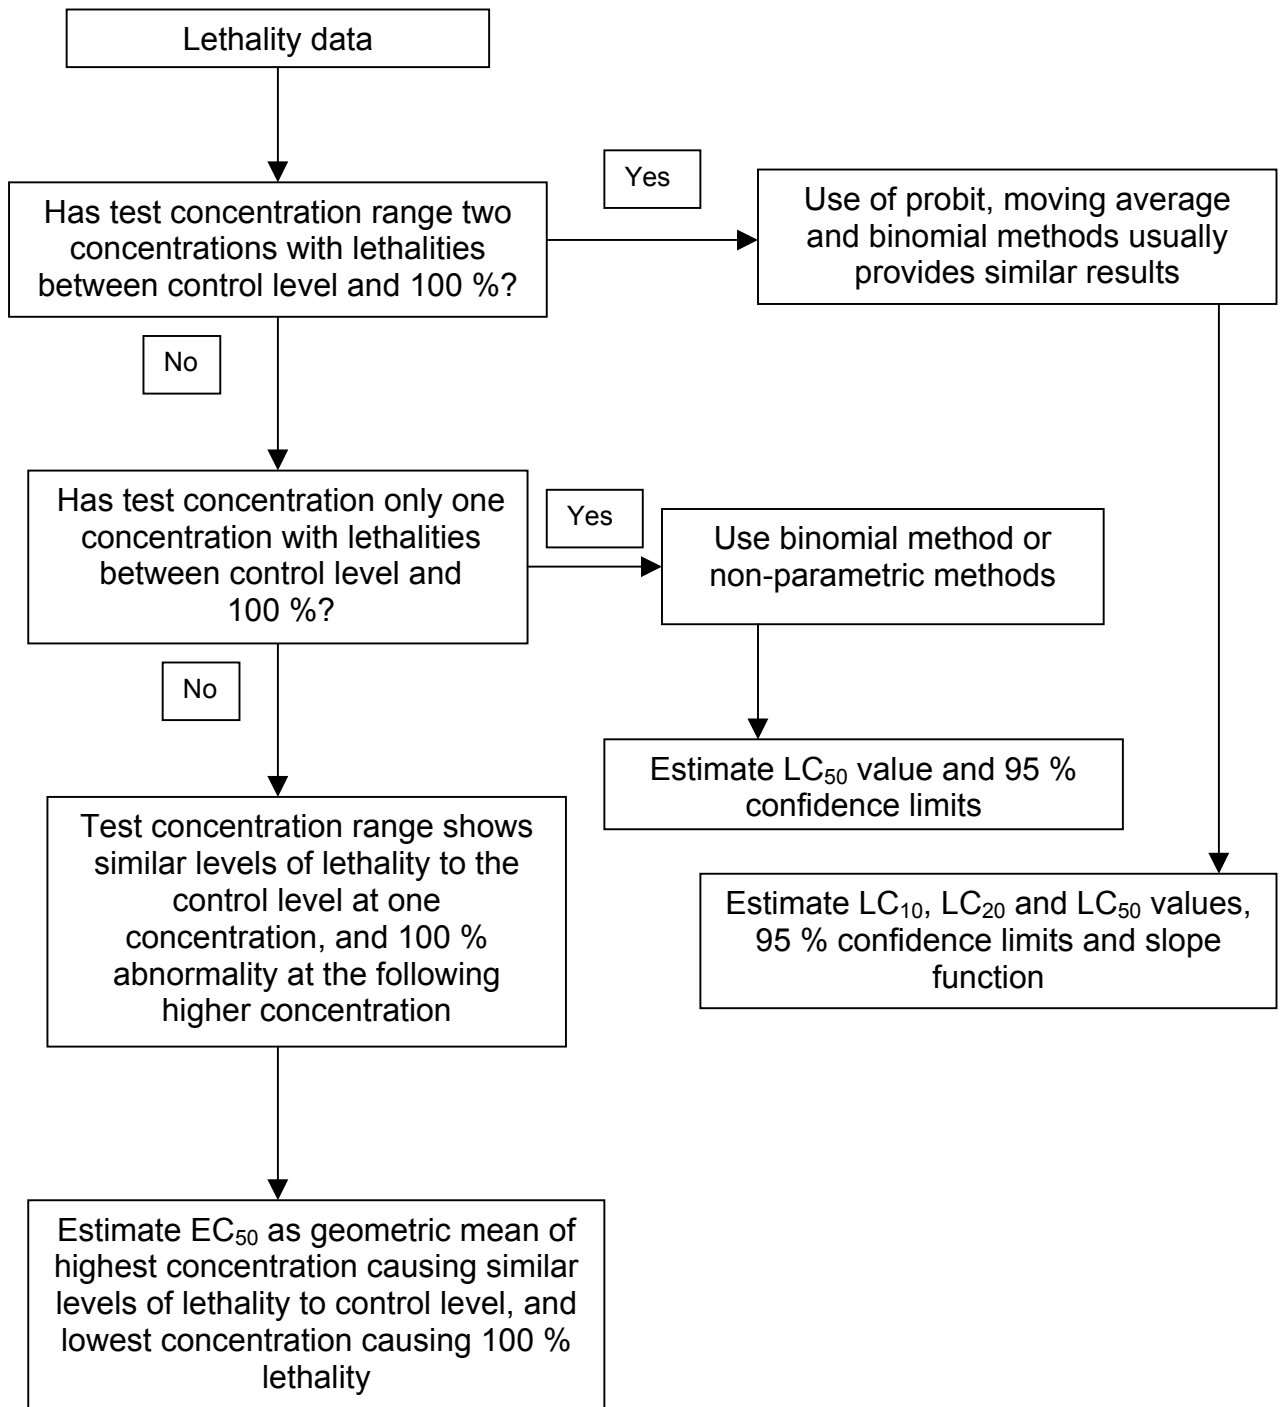 Lethality data
Yes
Has test concentration range two
concentrations with lethalities
between control level and 100 %?
Use of probit, moving average
and binomial methods usually
provides similar results
No
Has test concentration only one
concentration with lethalities
between control level and
100 %?
Yes
Use binomial method or
non-parametric methods
No
Estimate LC₅₀ value and 95 %
confidence limits
Test concentration range shows
similar levels of lethality to the
control level at one
concentration, and 100 %
abnormality at the following
higher concentration
Estimate LC₁₀, LC₂₀ and LC₅₀ values,
95 % confidence limits and slope
function
Estimate EC₅₀ as geometric mean of
highest concentration causing similar
levels of lethality to control level, and
lowest concentration causing 100 %
lethality